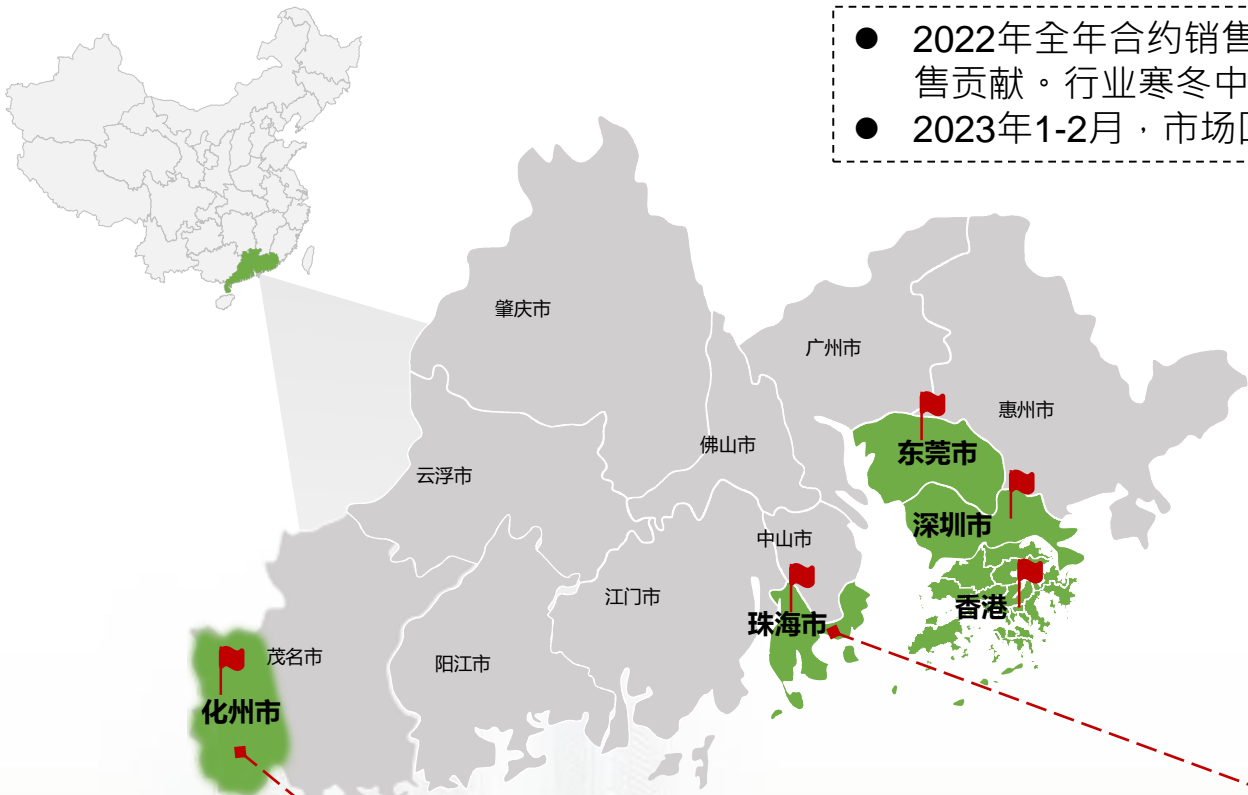 ● 2022年全年合约销售
售贡献。行业寒冬中
● 2023年1-2月，市场
肇庆市
广州市
惠州市
佛山市
东莞市
云浮市
深圳市
中山市
江门市
香港
珠海市
茂名市
阳江市
化州市